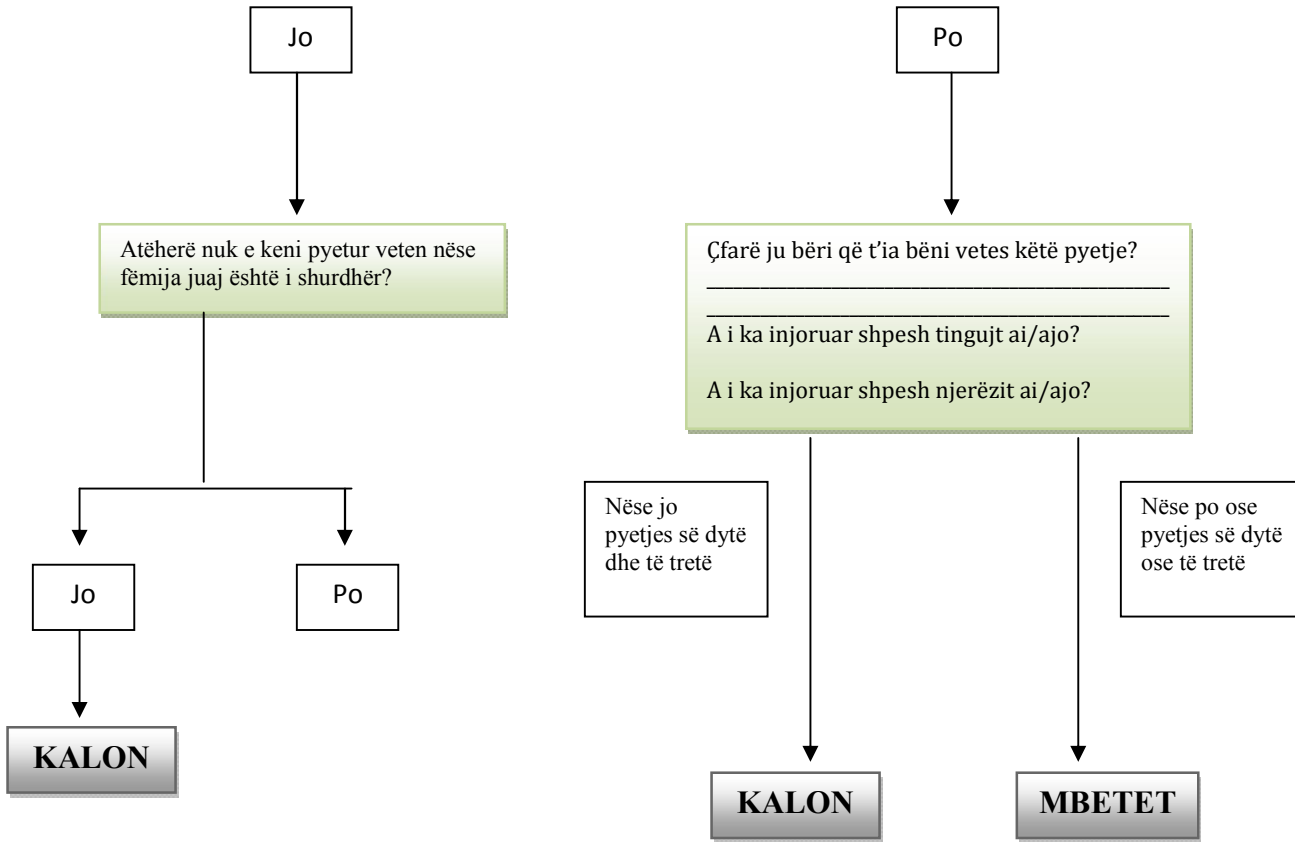 Jo
Po
Atëherë nuk e keni pyetur veten nëse
fëmija juaj është i shurdhër?
Çfarë ju bëri që t'ia bëni vetes këtë pyetje?
A i ka injoruar shpesh tingujt ai/ajo?
A i ka injoruar shpesh njerëzit ai/ajo?
Nëse jo
pyetjes së dytë
dhe të tretë
Nëse po ose
pyetjes së dytë
ose të tretë
Jo
Po
KALON
KALON
MBETET